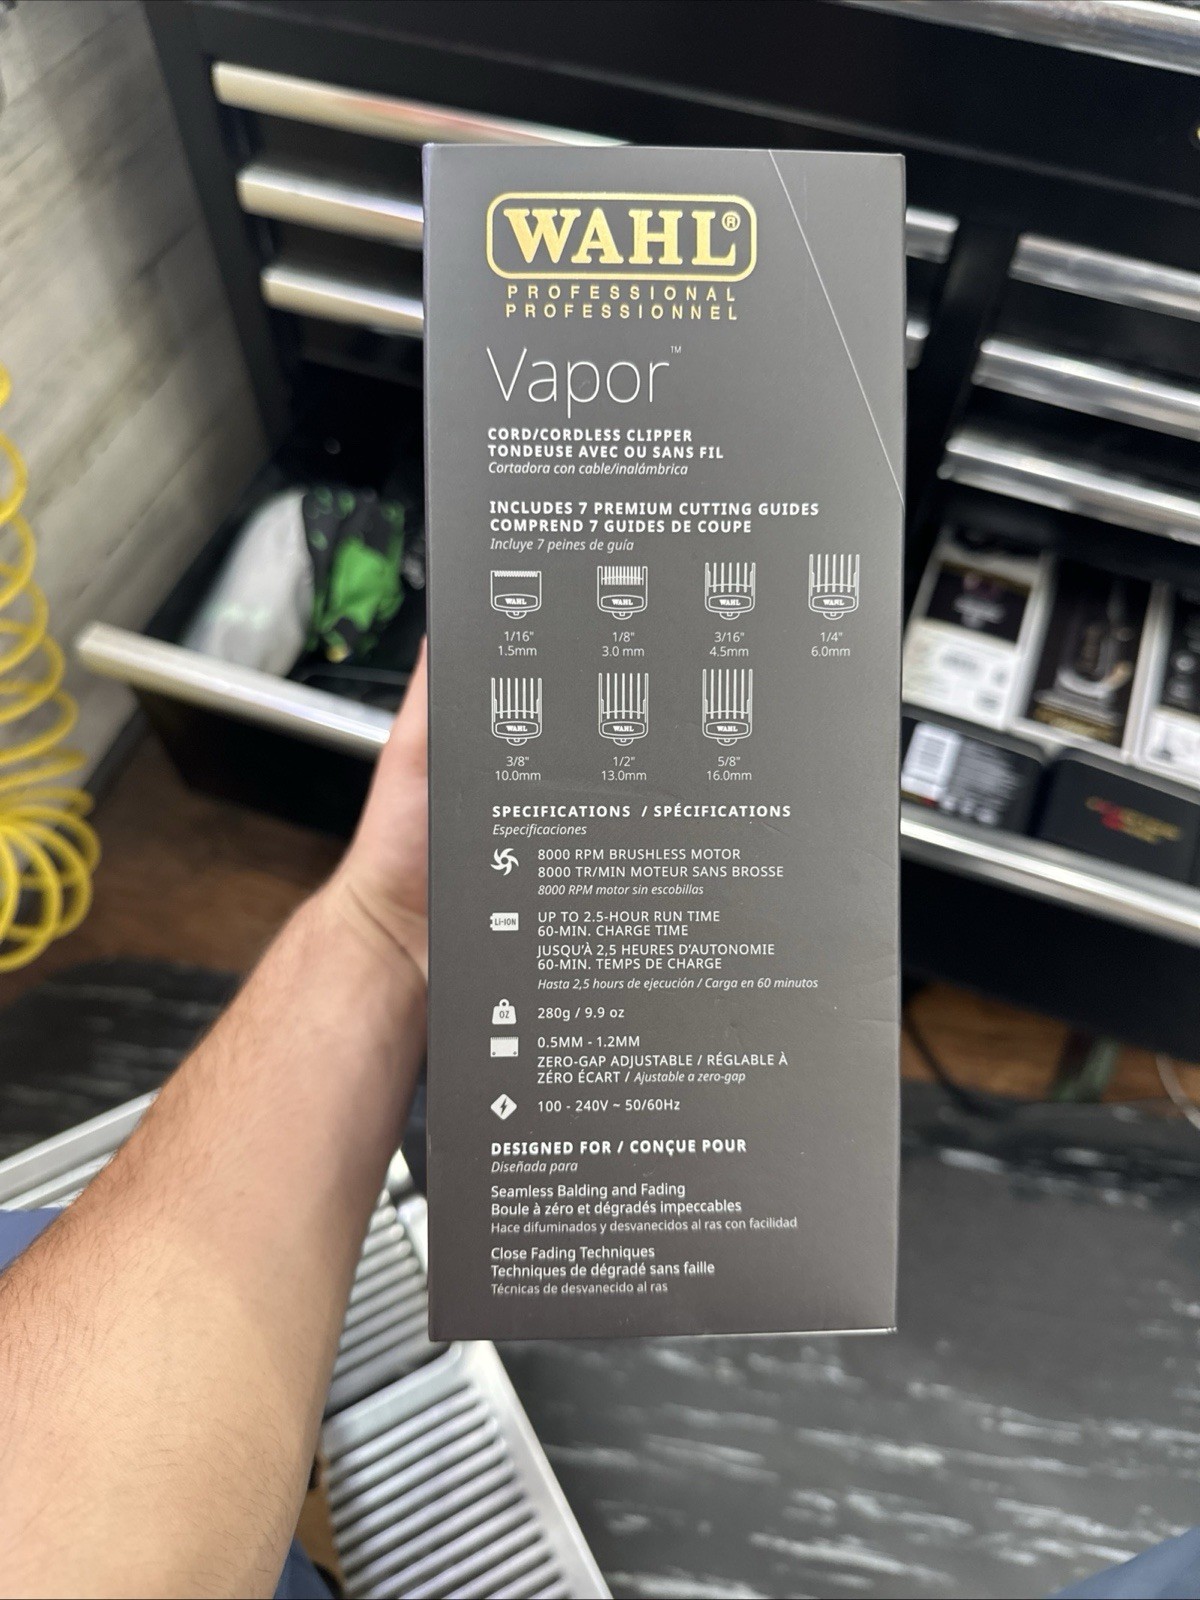 WAHL®
PROFESSIONAL
PROFESSIONNEL
Vapor™
CORD/CORDLESS CLIPPER
TONDEUSE AVEC OU SANS FIL
Cortadora con cable/inalámbrica
INCLUDES 7 PREMIUM CUTTING GUIDES
COMPREND 7 GUIDES DE COUPE
Incluye 7 peines de guía
WAHL WAHL WAHL WAHL
1/16" 1/8" 3/16" 1/4"
1.5mm 3.0 mm 4.5mm 6.0mm
WAHL WAHL WAHL
3/8" 1/2" 5/8"
10.0mm 13.0mm 16.0mm
SPECIFICATIONS / SPÉCIFICATIONS
Especificaciones
8000 RPM BRUSHLESS MOTOR
8000 TR/MIN MOTEUR SANS BROSSE
8000 RPM motor sin escobillas
LI-ION UP TO 2.5-HOUR RUN TIME
60-MIN. CHARGE TIME
JUSQU'À 2,5 HEURES D'AUTONOMIE
60-MIN. TEMPS DE CHARGE
Hasta 2,5 hours de ejecución / Carga en 60 minutos
OZ 280g / 9.9 oz
0.5MM - 1.2MM
ZERO-GAP ADJUSTABLE / RÉGLABLE À
ZÉRO ÉCART / Ajustable a zero-gap
100 - 240V ~ 50/60Hz
DESIGNED FOR / CONÇUE POUR
Diseñada para
Seamless Balding and Fading
Boule à zéro et dégradés impeccables
Hace difuminados y desvanecidos al ras con facilidad
Close Fading Techniques
Techniques de dégradé sans faille
Técnicas de desvanecido al ras